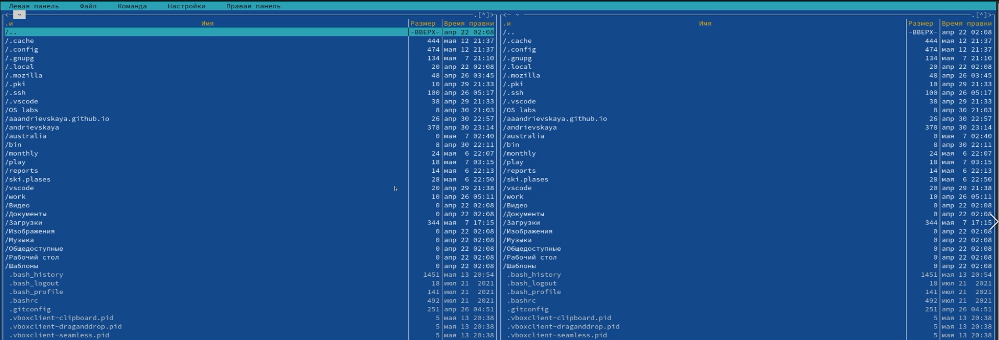 Левая панель Файл Команда Настройки Правая панель
<─ ~ .[^]>
.и Имя Размер Время правки
/.. -ВВЕРХ- апр 22 02:08
/.cache 444 мая 12 21:37
/.config 474 мая 12 21:37
/.gnupg 134 мая 7 21:10
/.local 20 апр 22 02:08
/.mozilla 48 апр 26 03:45
/.pki 10 апр 29 21:33
/.ssh 100 апр 26 05:17
/.vscode 38 апр 29 21:33
/OS labs 8 апр 30 21:03
/aaandrievskaya.github.io 26 апр 30 22:57
/andrievskaya 378 апр 30 23:14
/australia 0 мая 7 02:40
/bin 8 апр 30 22:11
/monthly 24 мая 6 22:07
/play 18 мая 7 03:15
/reports 14 мая 6 22:13
/ski.plases 28 мая 6 22:50
/vscode 20 апр 29 21:38
/work 10 апр 26 05:11
/Видео 0 апр 22 02:08
/Документы 0 апр 22 02:08
/Загрузки 344 мая 7 17:15
/Изображения 0 апр 22 02:08
/Музыка 0 апр 22 02:08
/Общедоступные 0 апр 22 02:08
/Рабочий стол 0 апр 22 02:08
/Шаблоны 0 апр 22 02:08
.bash_history 1451 мая 13 20:54
.bash_logout 18 июл 21 2021
.bash_profile 141 июл 21 2021
.bashrc 492 июл 21 2021
.gitconfig 251 апр 26 04:51
.vboxclient-clipboard.pid 5 мая 13 20:38
.vboxclient-draganddrop.pid 5 мая 13 20:38
.vboxclient-seamless.pid 5 мая 13 20:38
<─ ~ .[^]>
.и Имя Размер Время правки
/.. -ВВЕРХ- апр 22 02:08
/.cache 444 мая 12 21:37
/.config 474 мая 12 21:37
/.gnupg 134 мая 7 21:10
/.local 20 апр 22 02:08
/.mozilla 48 апр 26 03:45
/.pki 10 апр 29 21:33
/.ssh 100 апр 26 05:17
/.vscode 38 апр 29 21:33
/OS labs 8 апр 30 21:03
/aaandrievskaya.github.io 26 апр 30 22:57
/andrievskaya 378 апр 30 23:14
/australia 0 мая 7 02:40
/bin 8 апр 30 22:11
/monthly 24 мая 6 22:07
/play 18 мая 7 03:15
/reports 14 мая 6 22:13
/ski.plases 28 мая 6 22:50
/vscode 20 апр 29 21:38
/work 10 апр 26 05:11
/Видео 0 апр 22 02:08
/Документы 0 апр 22 02:08
/Загрузки 344 мая 7 17:15
/Изображения 0 апр 22 02:08
/Музыка 0 апр 22 02:08
/Общедоступные 0 апр 22 02:08
/Рабочий стол 0 апр 22 02:08
/Шаблоны 0 апр 22 02:08
.bash_history 1451 мая 13 20:54
.bash_logout 18 июл 21 2021
.bash_profile 141 июл 21 2021
.bashrc 492 июл 21 2021
.gitconfig 251 апр 26 04:51
.vboxclient-clipboard.pid 5 мая 13 20:38
.vboxclient-draganddrop.pid 5 мая 13 20:38
.vboxclient-seamless.pid 5 мая 13 20:38